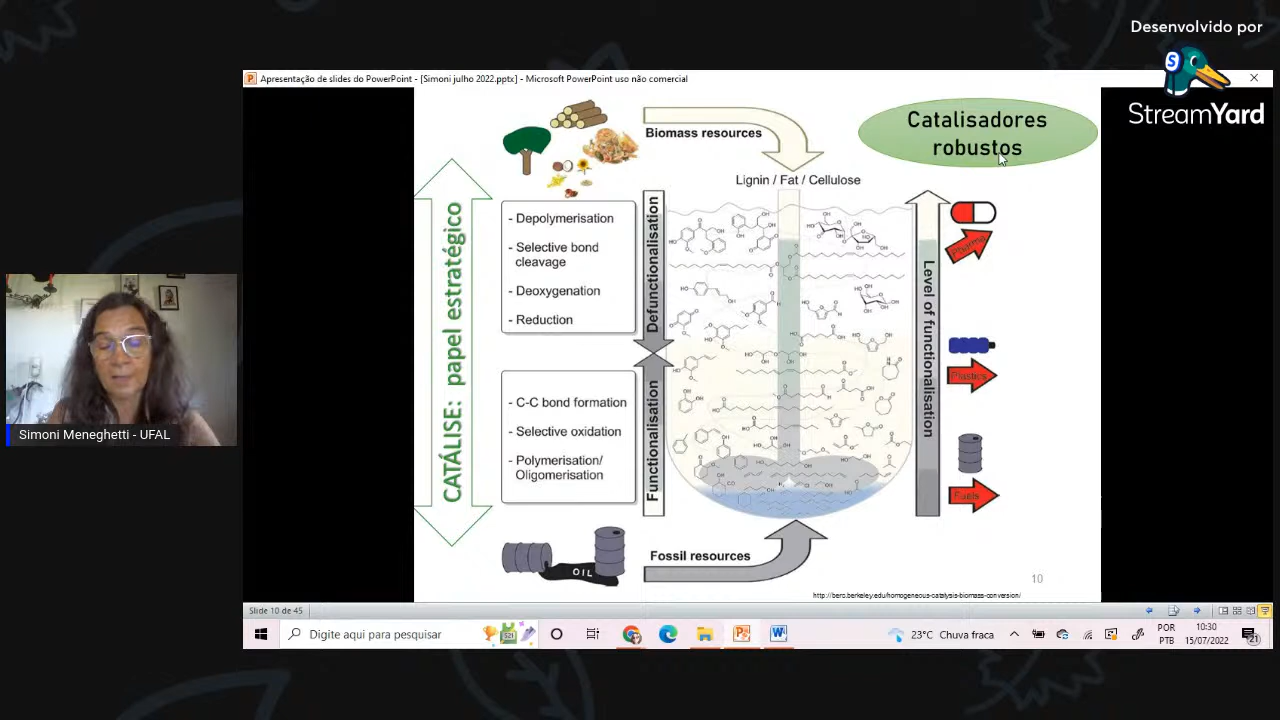 Desenvolvido por
StreamYard
Apresentação de slides do PowerPoint - [Simoni julho 2022.pptx] - Microsoft PowerPoint uso não comercial
Biomass resources
Catalisadores
robustos
Lignin / Fat / Cellulose
CATÁLISE: papel estratégico
- Depolymerisation
- Selective bond
cleavage
- Deoxygenation
- Reduction
Defunctionalisation
- C-C bond formation
- Selective oxidation
- Polymerisation/
Oligomerisation
Functionalisation
Level of functionalisation
Pharma
Plastics
Fuels
OIL
Fossil resources
10
http://berc.berkeley.edu/homogeneous-catalysis-biomass-conversion/
Simoni Meneghetti - UFAL
Slide 10 de 45
Digite aqui para pesquisar
23°C Chuva fraca
POR
PTB
10:30
15/07/2022
21